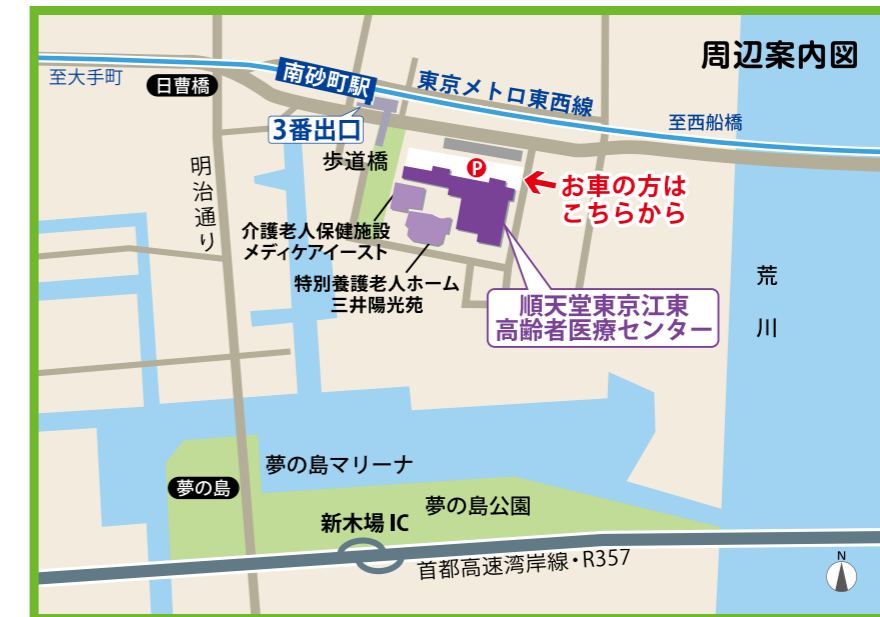 周辺案内図
至大手町
日曹橋
南砂町駅
東京メトロ東西線
至西船橋
3番出口
歩道橋
P
お車の方は
こちらから
明治通り
介護老人保健施設
メディケアイースト
特別養護老人ホーム
三井陽光苑
順天堂東京江東
高齢者医療センター
荒川
夢の島マリーナ
夢の島
夢の島公園
新木場 IC
首都高速湾岸線・R357
N